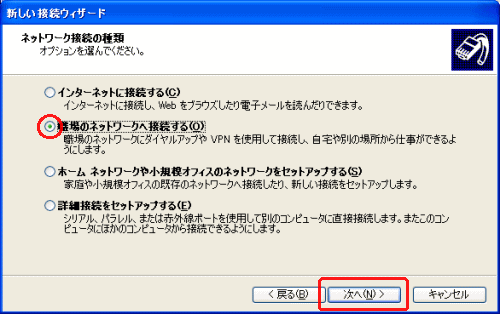 新しい接続ウィザード
ネットワーク接続の種類
オプションを選んでください。
インターネットに接続する(C)
インターネットに接続し、Web をブラウズしたり電子メールを読んだりできます。
職場のネットワークへ接続する(O)
職場のネットワークにダイヤルアップや VPN を使用して接続し、自宅や別の場所から仕事ができるよ
うにします。
ホーム ネットワークや小規模オフィスのネットワークをセットアップする(S)
家庭や小規模オフィスの既存のネットワークへ接続したり、新しい接続をセットアップします。
詳細接続をセットアップする(E)
シリアル、パラレル、または赤外線ポートを使用して別のコンピュータに直接接続します。またこのコン
ピュータにほかのコンピュータから接続できるようにします。
< 戻る(B)
次へ(N) >
キャンセル